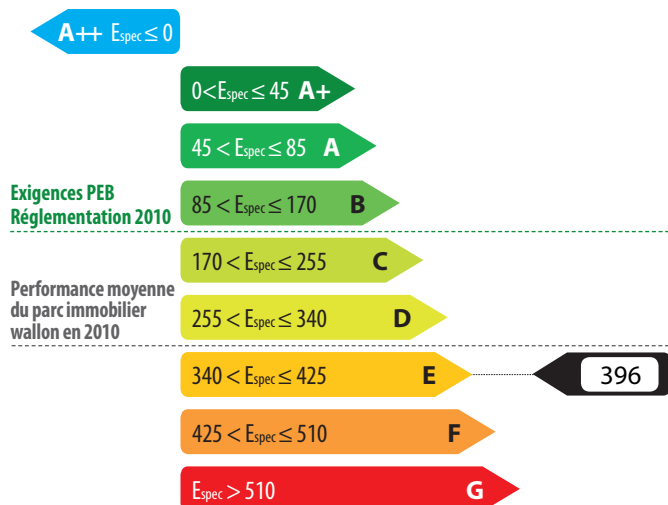 A++ Espec ≤ 0
0<Espec ≤ 45 A+
45 < Espec ≤ 85 A
Exigences PEB
Réglementation 2010
85 < Espec ≤ 170 B
170 < Espec ≤ 255 C
Performance moyenne
du parc immobilier
wallon en 2010
255 < Espec ≤ 340 D
340 < Espec ≤ 425 E
396
425 < Espec ≤ 510 F
Espec > 510 G